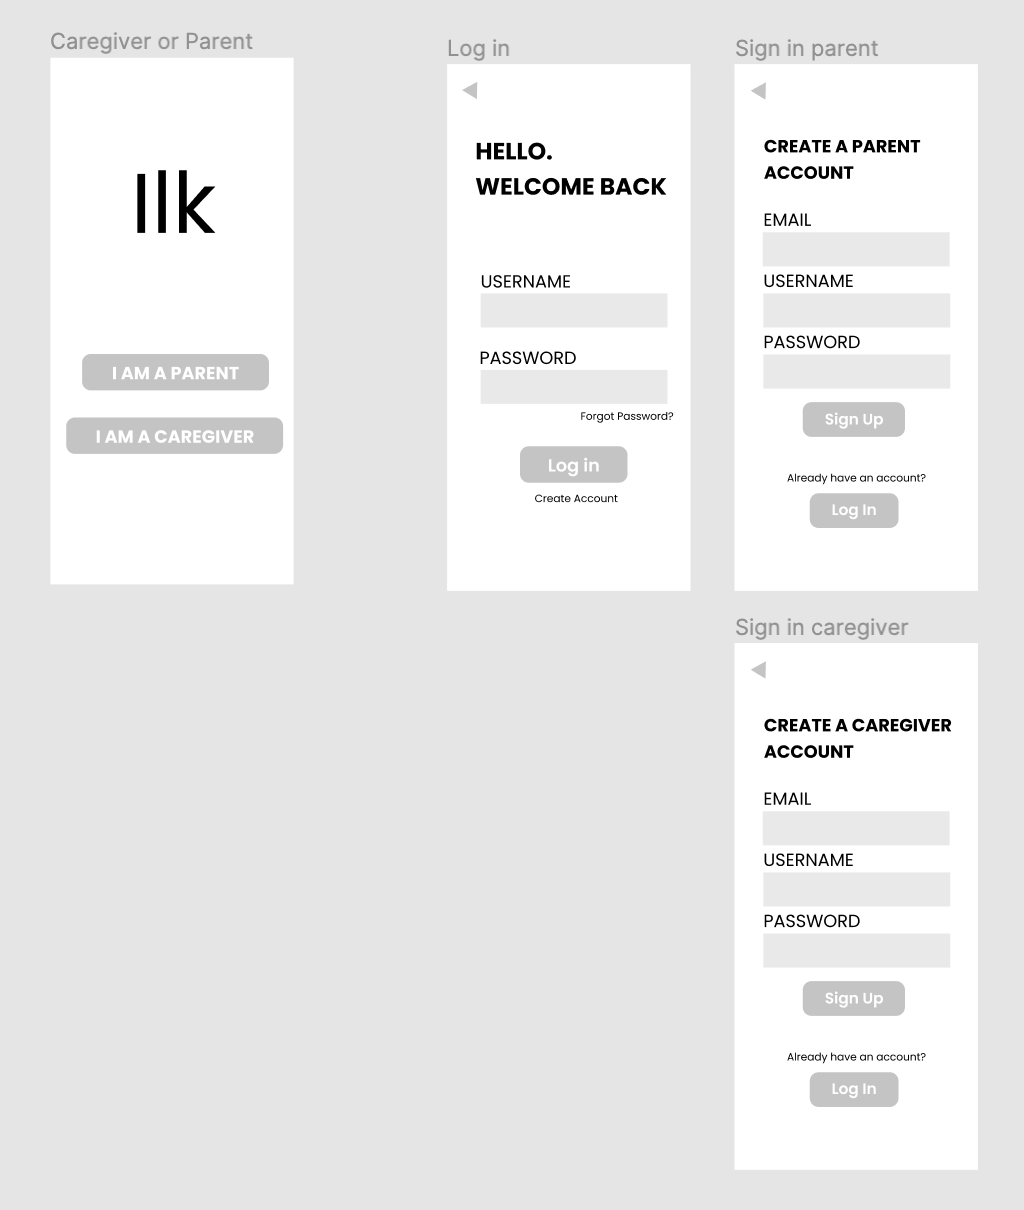 Caregiver or Parent
Ilk
I AM A PARENT
I AM A CAREGIVER
Log in
HELLO.
WELCOME BACK
USERNAME
PASSWORD
Forgot Password?
Log in
Create Account
Sign in parent
CREATE A PARENT
ACCOUNT
EMAIL
USERNAME
PASSWORD
Sign Up
Already have an account?
Log In
Sign in caregiver
CREATE A CAREGIVER
ACCOUNT
EMAIL
USERNAME
PASSWORD
Sign Up
Already have an account?
Log In